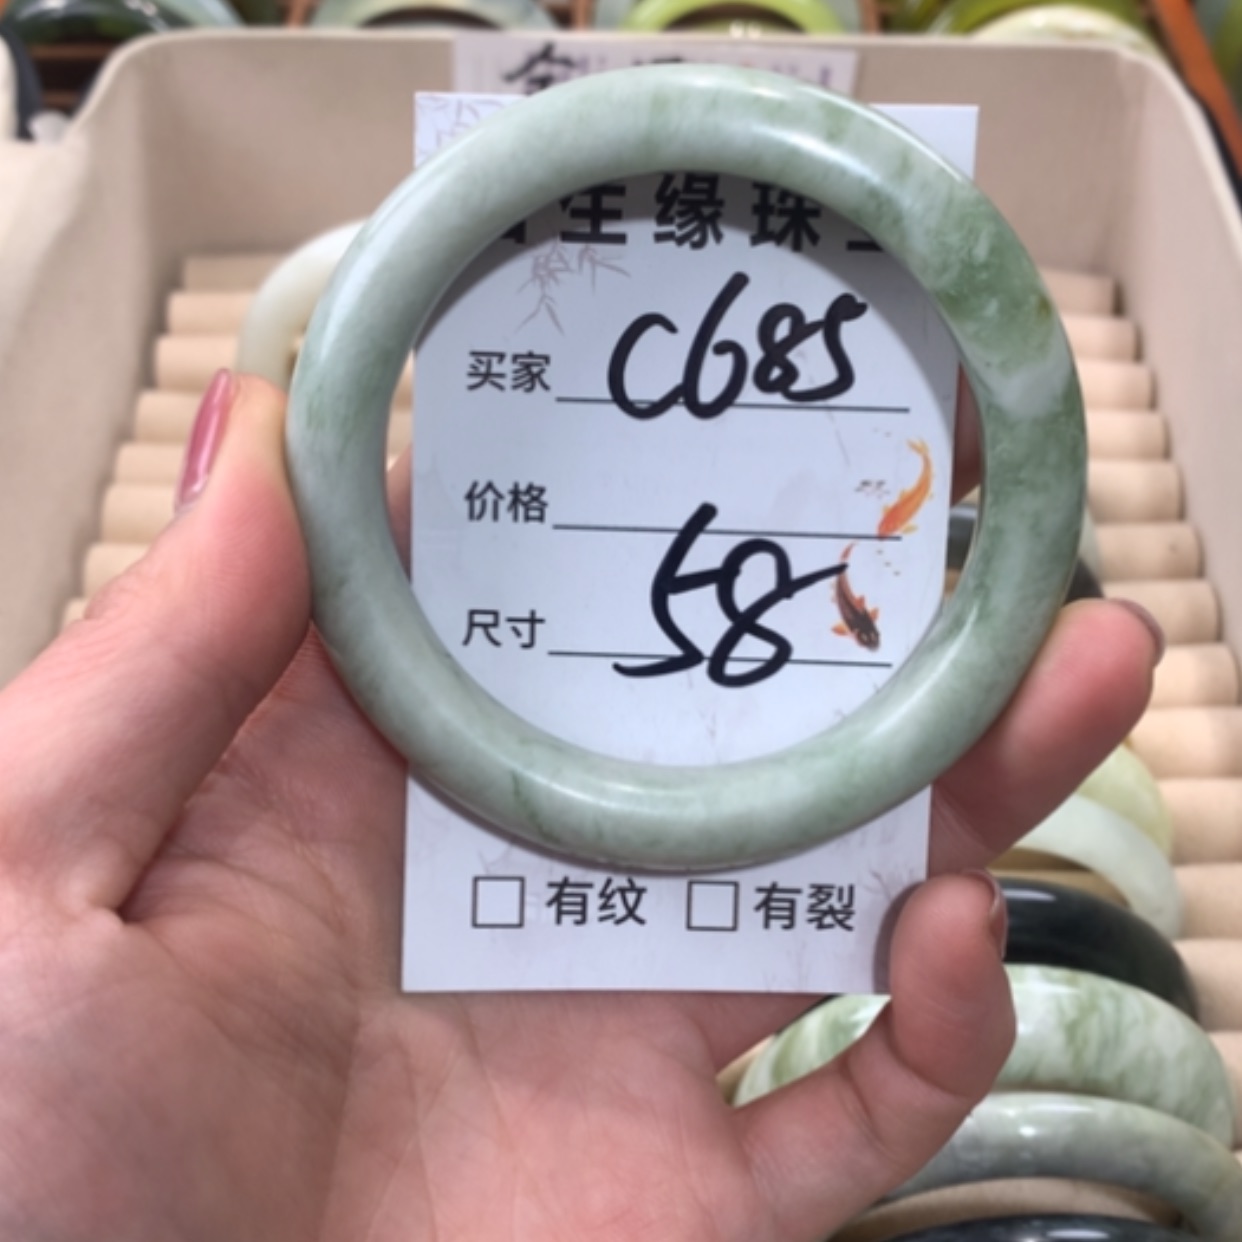 生缘珠
买家 C685
价格
尺寸 58
□ 有纹 □ 有裂